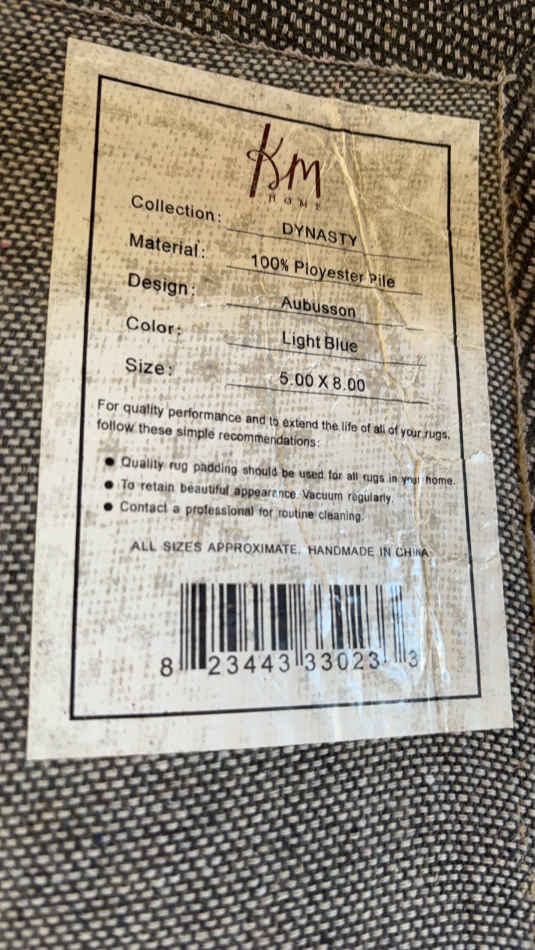 KM
HOME
Collection: DYNASTY
Material: 100% Ployester Pile
Design: Aubusson
Color: Light Blue
Size: 5.00 X 8.00
For quality performance and to extend the life of all of your rugs,
follow these simple recommendations:
● Quality rug padding should be used for all rugs in your home.
● To retain beautiful appearance Vacuum regularly.
● Contact a professional for routine cleaning.
ALL SIZES APPROXIMATE. HANDMADE IN CHINA
8 23443 33023 3